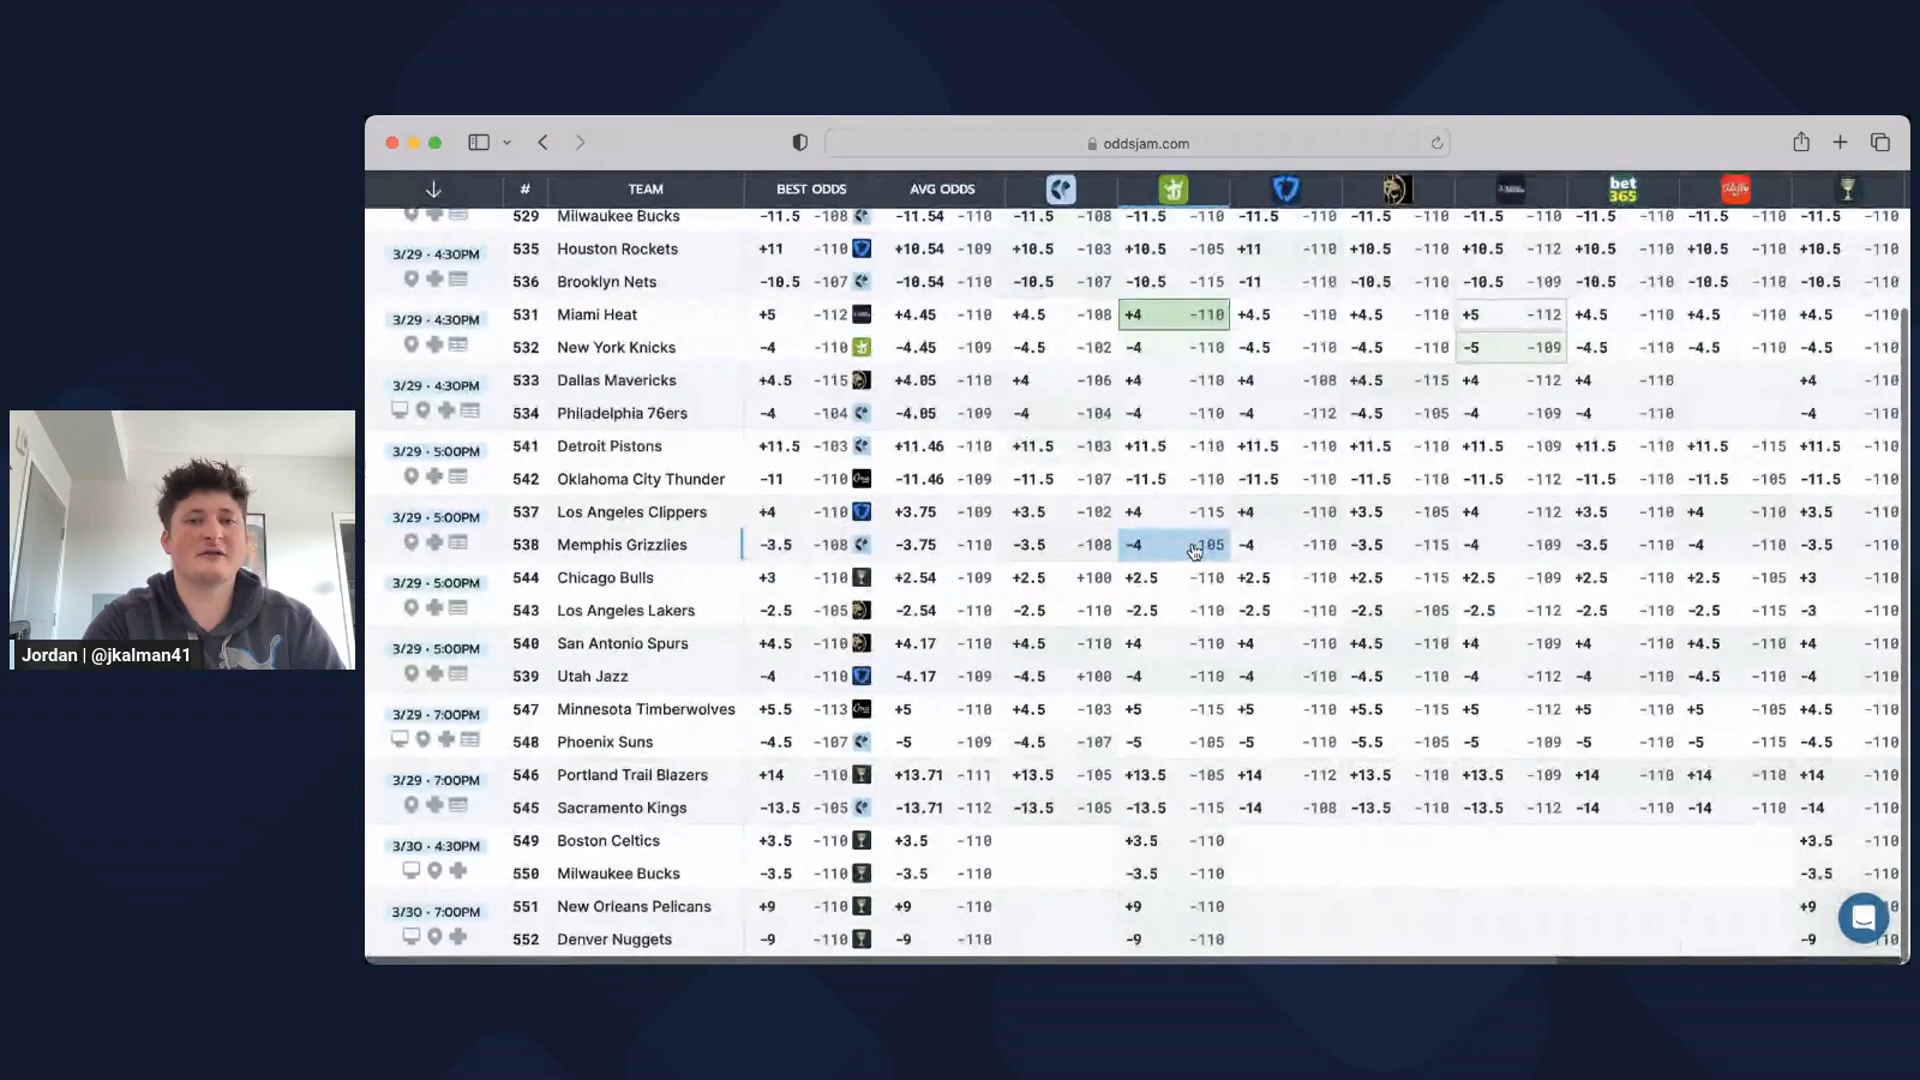 oddsjam.com
# TEAM BEST ODDS AVG ODDS bet365
529 Milwaukee Bucks -11.5 -108 -11.54 -110 -11.5 -108 -11.5 -110 -11.5 -110 -11.5 -110 -11.5 -110 -11.5 -110 -11.5 -110 -11.5 -110
3/29 • 4:30PM 535 Houston Rockets +11 -110 +10.54 -109 +10.5 -103 +10.5 -105 +11 -110 +10.5 -110 +10.5 -112 +10.5 -110 +10.5 -110 +10.5 -110
536 Brooklyn Nets -10.5 -107 -10.54 -110 -10.5 -107 -10.5 -115 -11 -110 -10.5 -110 -10.5 -109 -10.5 -110 -10.5 -110 -10.5 -110
3/29 • 4:30PM 531 Miami Heat +5 -112 +4.45 -110 +4.5 -108 +4 -110 +4.5 -110 +4.5 -110 +5 -112 +4.5 -110 +4.5 -110 +4.5 -110
532 New York Knicks -4 -110 -4.45 -109 -4.5 -102 -4 -110 -4.5 -110 -4.5 -110 -5 -109 -4.5 -110 -4.5 -110 -4.5 -110
3/29 • 4:30PM 533 Dallas Mavericks +4.5 -115 +4.05 -110 +4 -106 +4 -110 +4 -108 +4.5 -115 +4 -112 +4 -110 +4 -110
534 Philadelphia 76ers -4 -104 -4.05 -109 -4 -104 -4 -110 -4 -112 -4.5 -105 -4 -109 -4 -110 -4 -110
3/29 • 5:00PM 541 Detroit Pistons +11.5 -103 +11.46 -110 +11.5 -103 +11.5 -110 +11.5 -110 +11.5 -110 +11.5 -109 +11.5 -110 +11.5 -115 +11.5 -110
542 Oklahoma City Thunder -11 -110 -11.46 -109 -11.5 -107 -11.5 -110 -11.5 -110 -11.5 -110 -11.5 -112 -11.5 -110 -11.5 -105 -11.5 -110
3/29 • 5:00PM 537 Los Angeles Clippers +4 -110 +3.75 -109 +3.5 -102 +4 -115 +4 -110 +3.5 -105 +4 -112 +3.5 -110 +4 -110 +3.5 -110
538 Memphis Grizzlies -3.5 -108 -3.75 -110 -3.5 -108 -4 -105 -4 -110 -3.5 -115 -4 -109 -3.5 -110 -4 -110 -3.5 -110
3/29 • 5:00PM 544 Chicago Bulls +3 -110 +2.54 -109 +2.5 +100 +2.5 -110 +2.5 -110 +2.5 -115 +2.5 -109 +2.5 -110 +2.5 -105 +3 -110
543 Los Angeles Lakers -2.5 -105 -2.54 -110 -2.5 -110 -2.5 -110 -2.5 -110 -2.5 -105 -2.5 -112 -2.5 -110 -2.5 -115 -3 -110
3/29 • 5:00PM 540 San Antonio Spurs +4.5 -110 +4.17 -110 +4.5 -110 +4 -110 +4 -110 +4.5 -110 +4 -109 +4 -110 +4.5 -110 +4 -110
539 Utah Jazz -4 -110 -4.17 -109 -4.5 +100 -4 -110 -4 -110 -4.5 -110 -4 -112 -4 -110 -4.5 -110 -4 -110
3/29 • 7:00PM 547 Minnesota Timberwolves +5.5 -113 +5 -110 +4.5 -103 +5 -115 +5 -110 +5.5 -115 +5 -112 +5 -110 +5 -105 +4.5 -110
548 Phoenix Suns -4.5 -107 -5 -109 -4.5 -107 -5 -105 -5 -110 -5.5 -105 -5 -109 -5 -110 -5 -115 -4.5 -110
3/29 • 7:00PM 546 Portland Trail Blazers +14 -110 +13.71 -111 +13.5 -105 +13.5 -105 +14 -112 +13.5 -110 +13.5 -109 +14 -110 +14 -110 +14 -110
545 Sacramento Kings -13.5 -105 -13.71 -112 -13.5 -105 -13.5 -115 -14 -108 -13.5 -110 -13.5 -112 -14 -110 -14 -110 -14 -110
3/30 • 4:30PM 549 Boston Celtics +3.5 -110 +3.5 -110 +3.5 -110 +3.5 -110
550 Milwaukee Bucks -3.5 -110 -3.5 -110 -3.5 -110 -3.5 -110
3/30 • 7:00PM 551 New Orleans Pelicans +9 -110 +9 -110 +9 -110 +9
552 Denver Nuggets -9 -110 -9 -110 -9 -110 -9 110
Jordan | @jkalman41